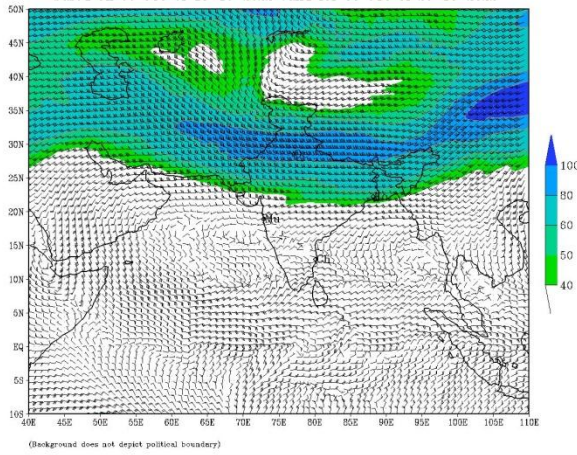 50N
45N
40N
35N
30N
25N
20N
15N
10N
5N
EQ
5S
10S
40E 45E 50E 55E 60E 65E 70E 75E 80E 85E 90E 95E 100E 105E 110E
100
80
60
50
40
Mu
Ch
(Background does not depict political boundary)